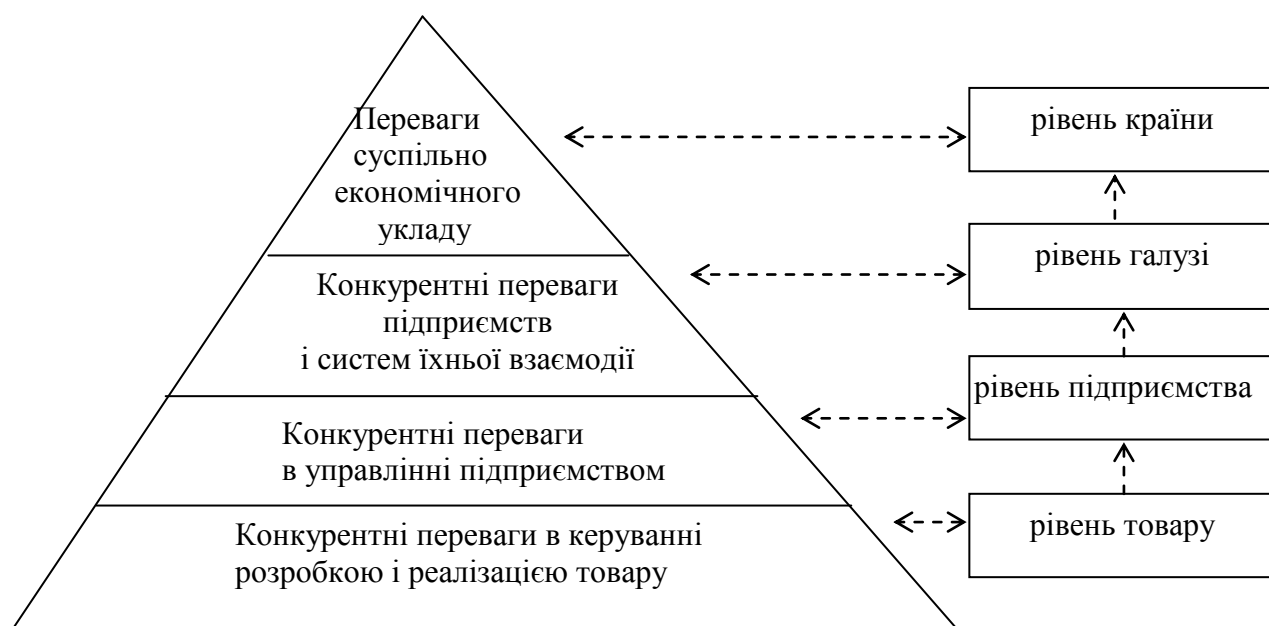 Переваги
суспільно
економічного
укладу
рівень країни
Конкурентні переваги
підприємств
і систем їхньої взаємодії
рівень галузі
Конкурентні переваги
в управлінні підприємством
рівень підприємства
Конкурентні переваги в керуванні
розробкою і реалізацією товару
рівень товару